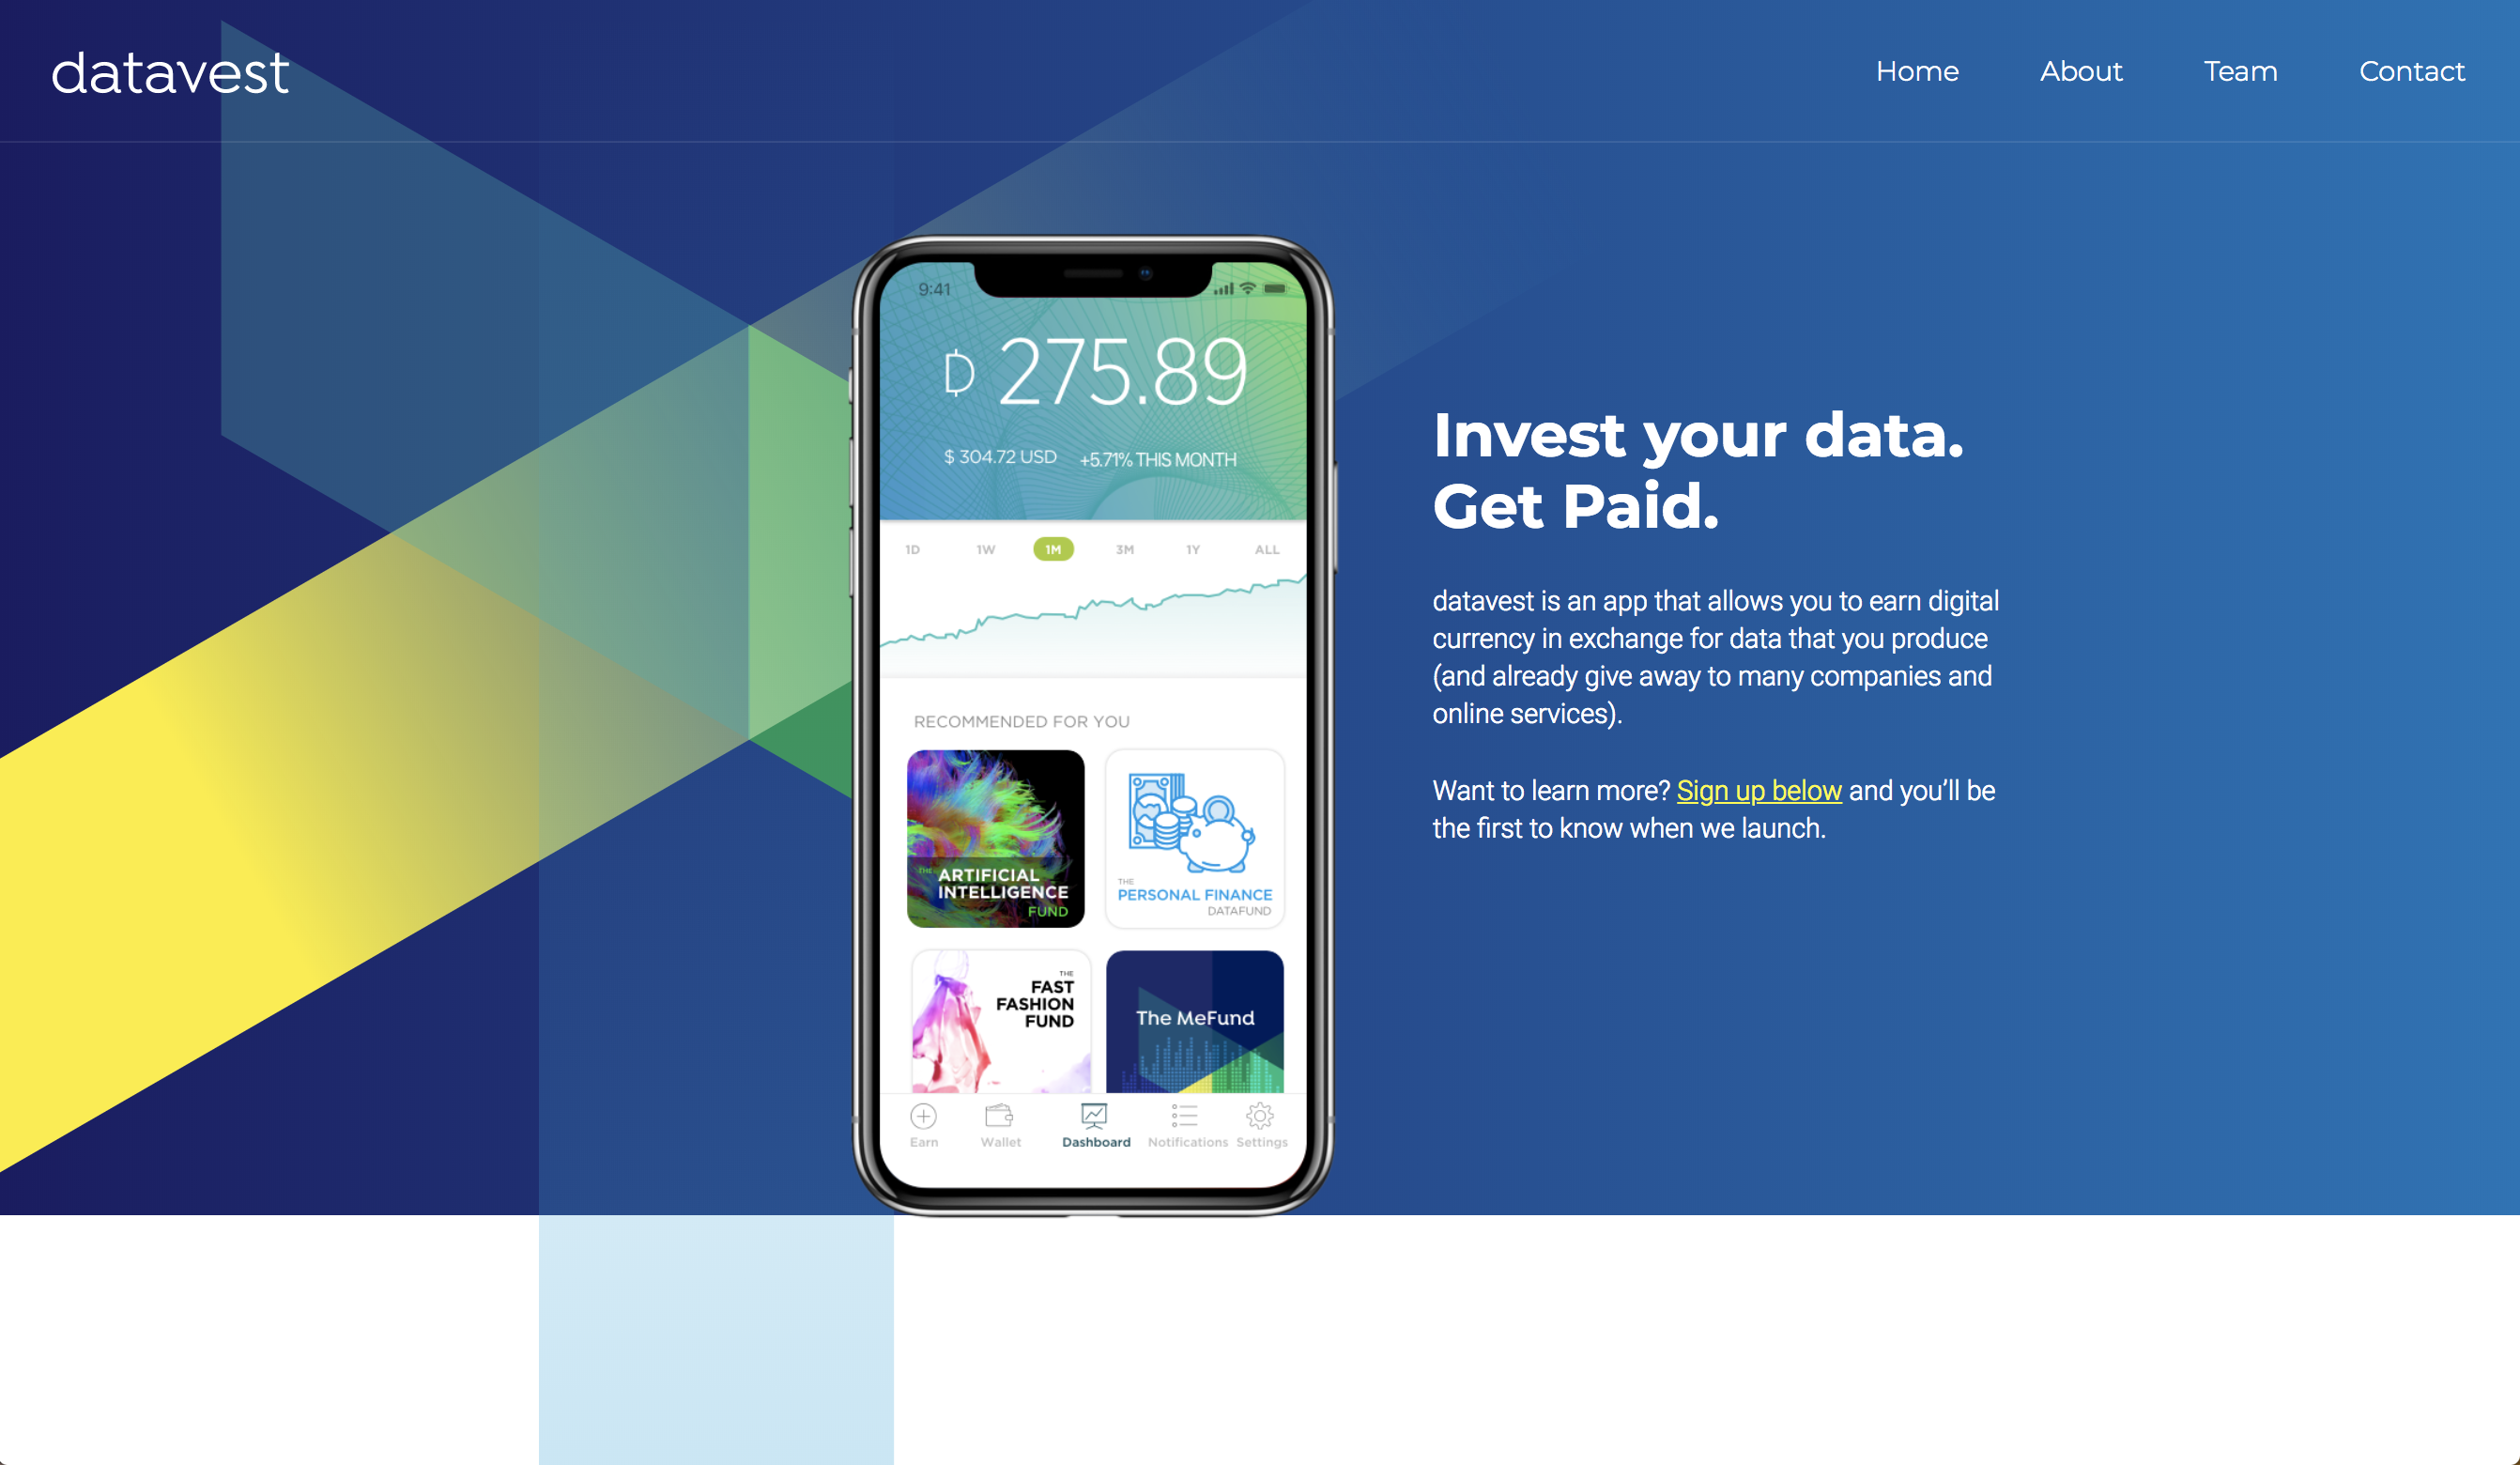 datavest
Home About Team Contact
9:41
275.89
$ 304.72 USD +5.71% THIS MONTH
1D 1W 1M 3M 1Y ALL
RECOMMENDED FOR YOU
THE ARTIFICIAL
INTELLIGENCE
FUND
THE
PERSONAL FINANCE
DATAFUND
THE
FAST
FASHION
FUND
The MeFund
Earn Wallet Dashboard Notifications Settings
Invest your data.
Get Paid.
datavest is an app that allows you to earn digital
currency in exchange for data that you produce
(and already give away to many companies and
online services).
Want to learn more? Sign up below and you’ll be
the first to know when we launch.